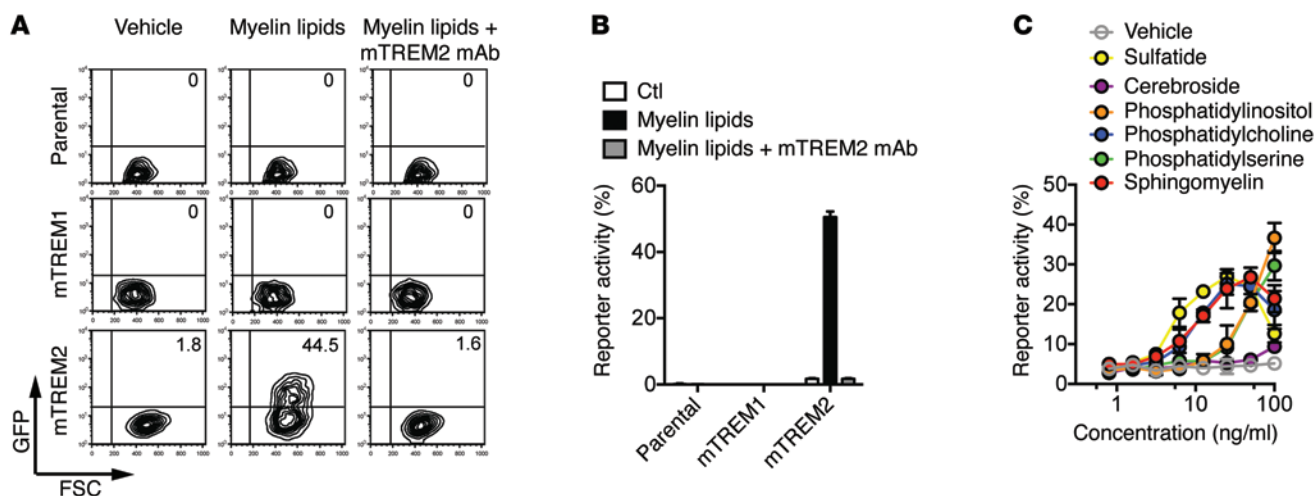 A
Vehicle
Myelin lipids
Myelin lipids +
mTREM2 mAb
Parental
0
0
0
mTREM1
0
0
0
mTREM2
1.8
44.5
1.6
GFP
FSC
B
Ctl
Myelin lipids
Myelin lipids + mTREM2 mAb
Reporter activity (%)
60
40
20
0
Parental
mTREM1
mTREM2
C
Vehicle
Sulfatide
Cerebroside
Phosphatidylinositol
Phosphatidylcholine
Phosphatidylserine
Sphingomyelin
Reporter activity (%)
50
40
30
20
10
0
1 10 100
Concentration (ng/ml)